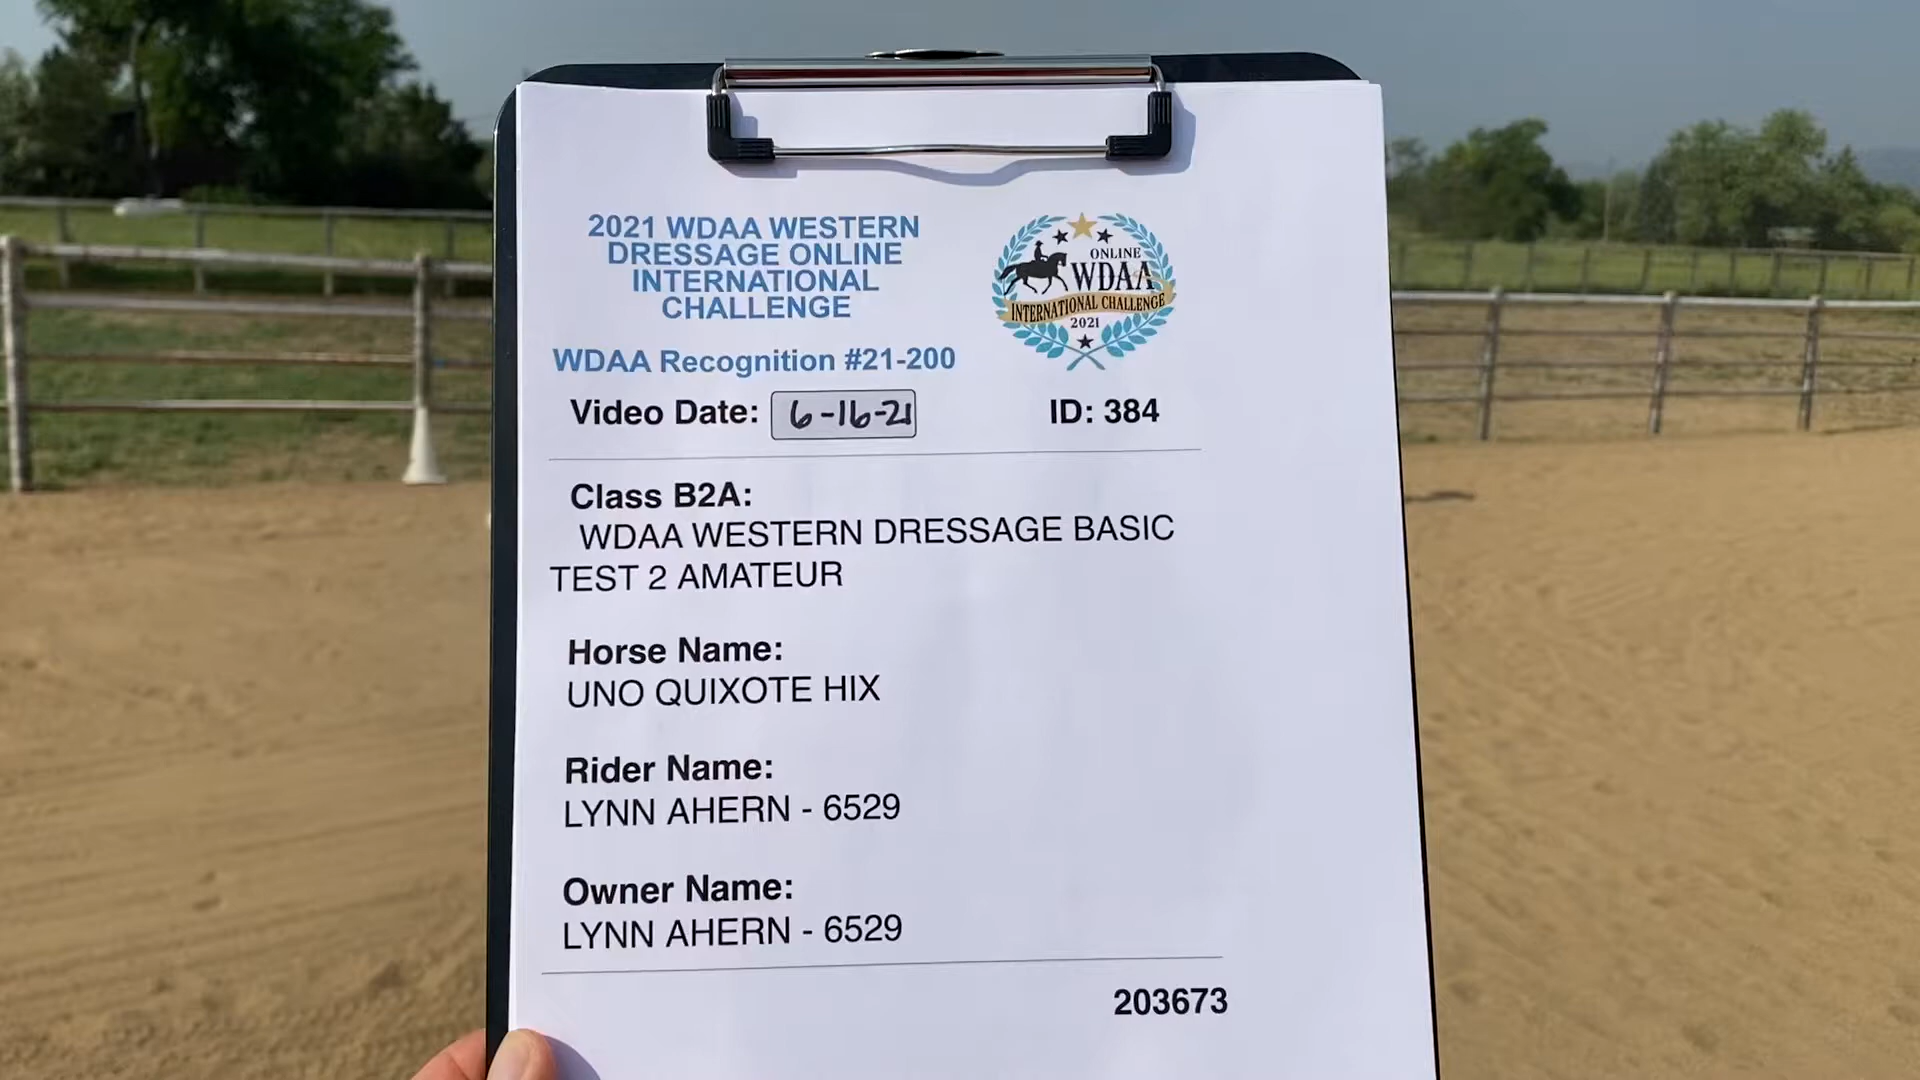 2021 WDAA WESTERN
DRESSAGE ONLINE
INTERNATIONAL
CHALLENGE
WDAA Recognition #21-200
ONLINE
WDAA
INTERNATIONAL CHALLENGE
2021
Video Date: 6-16-21
ID: 384
Class B2A:
WDAA WESTERN DRESSAGE BASIC
TEST 2 AMATEUR
Horse Name:
UNO QUIXOTE HIX
Rider Name:
LYNN AHERN - 6529
Owner Name:
LYNN AHERN - 6529
203673